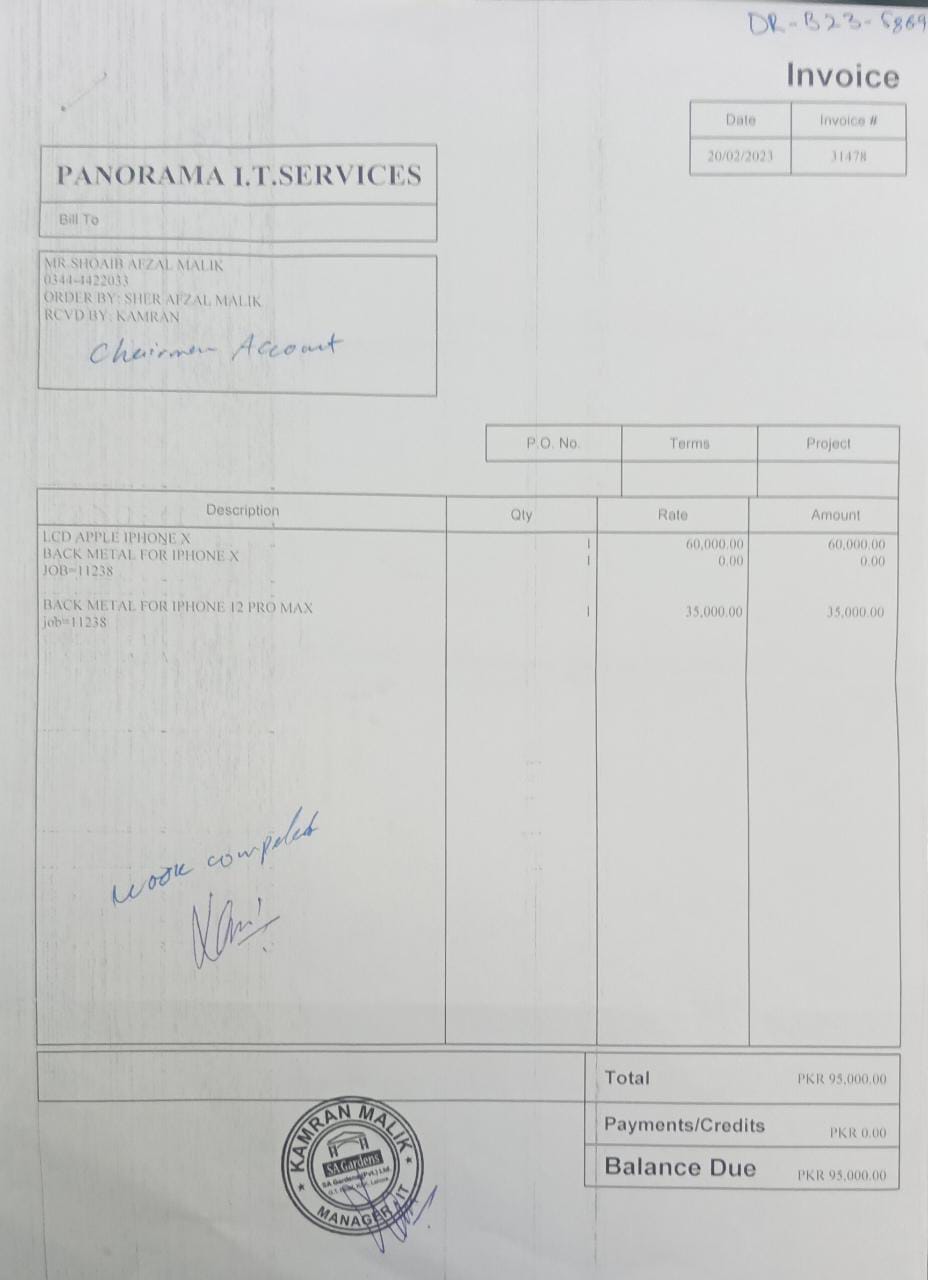 DR-B23-5869
Invoice
Date Invoice #
20/02/2023 31478
PANORAMA I.T.SERVICES
Bill To
MR.SHOAIB AFZAL MALIK
0344-4422033
ORDER BY: SHER AFZAL MALIK
RCVD BY: KAMRAN
Chairmen Account
P.O. No. Terms Project
Description Qty Rate Amount
LCD APPLE IPHONE X 1 60,000.00 60,000.00
BACK METAL FOR IPHONE X 1 0.00 0.00
JOB=11238
BACK METAL FOR IPHONE 12 PRO MAX 1 35,000.00 35,000.00
job=11238
work compelet
Total PKR 95,000.00
Payments/Credits PKR 0.00
Balance Due PKR 95,000.00
KAMRAN MALIK
SA Gardens
SA Gardens(Pvt.) Ltd.
MANAGER IT